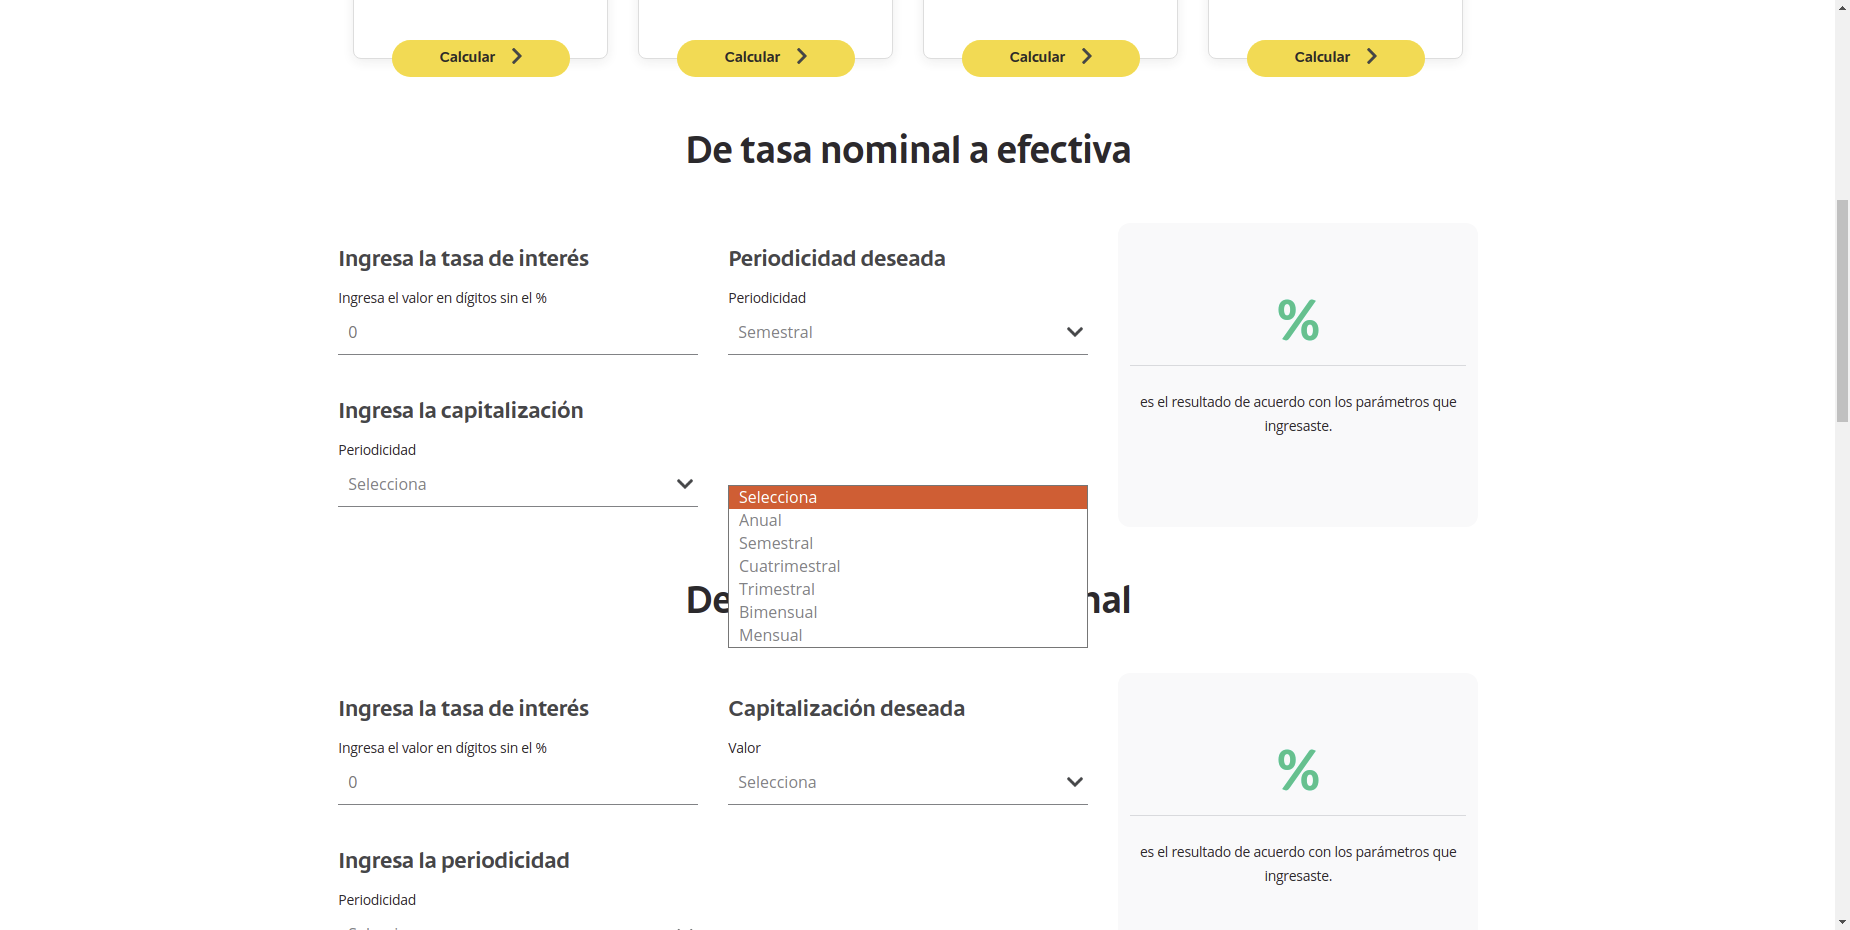 Calcular
Calcular
Calcular
Calcular
De tasa nominal a efectiva
Ingresa la tasa de interés
Ingresa el valor en dígitos sin el %
0
Periodicidad deseada
Periodicidad
Semestral
%
es el resultado de acuerdo con los parámetros que
ingresaste.
Ingresa la capitalización
Periodicidad
Selecciona
Selecciona
Anual
Semestral
Cuatrimestral
Trimestral
Bimensual
Mensual
De
nal
Ingresa la tasa de interés
Ingresa el valor en dígitos sin el %
0
Capitalización deseada
Valor
Selecciona
%
es el resultado de acuerdo con los parámetros que
ingresaste.
Ingresa la periodicidad
Periodicidad